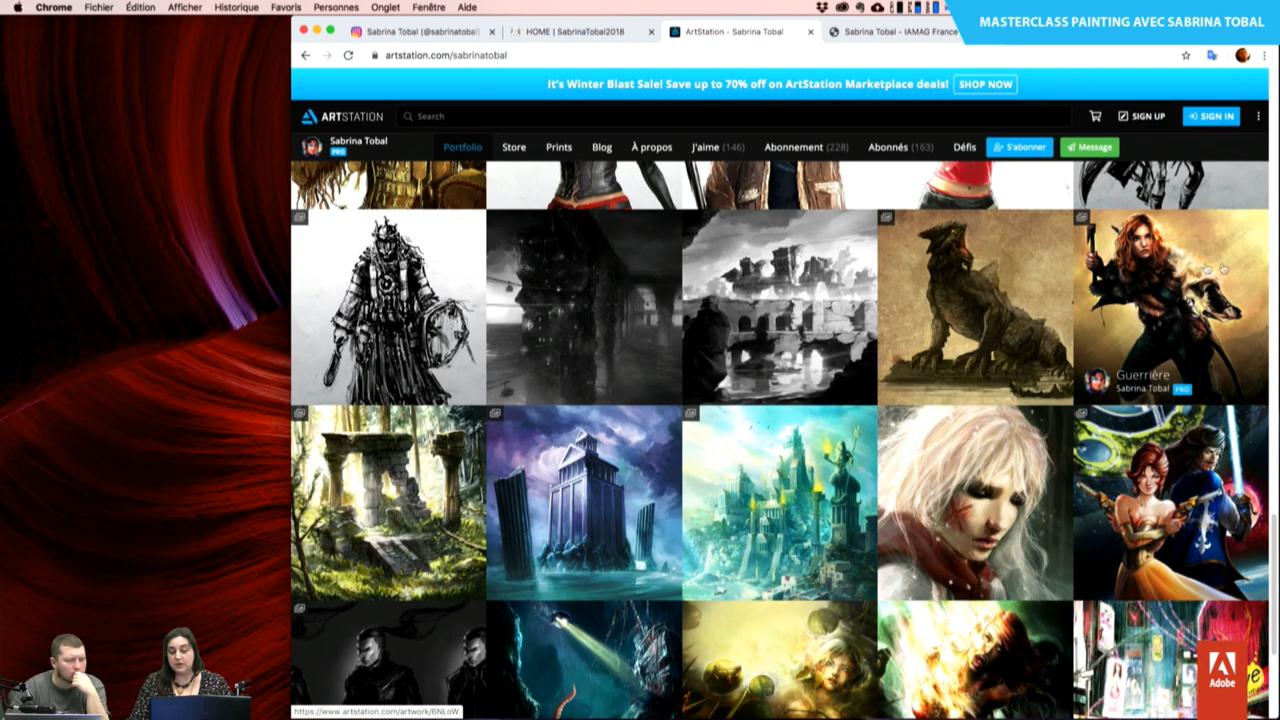 Chrome Fichier Édition Afficher Historique Favoris Personnes Onglet Fenêtre Aide
MASTERCLASS PAINTING AVEC SABRINA TOBAL
Sabrina Tobal (@sabrinatobal)
HOME | SabrinaTobal2018
ArtStation - Sabrina Tobal
Sabrina Tobal - IAMAG France
artstation.com/sabrinatobal
It's Winter Blast Sale! Save up to 70% off on ArtStation Marketplace deals! SHOP NOW
ARTSTATION Search SIGN UP SIGN IN
Sabrina Tobal
PRO
Portfolio Store Prints Blog À propos J'aime (146) Abonnement (228) Abonnés (163) Défis S'abonner Message
Guerrière
Sabrina Tobal PRO
Adobe
https://www.artstation.com/artwork/6NLoW